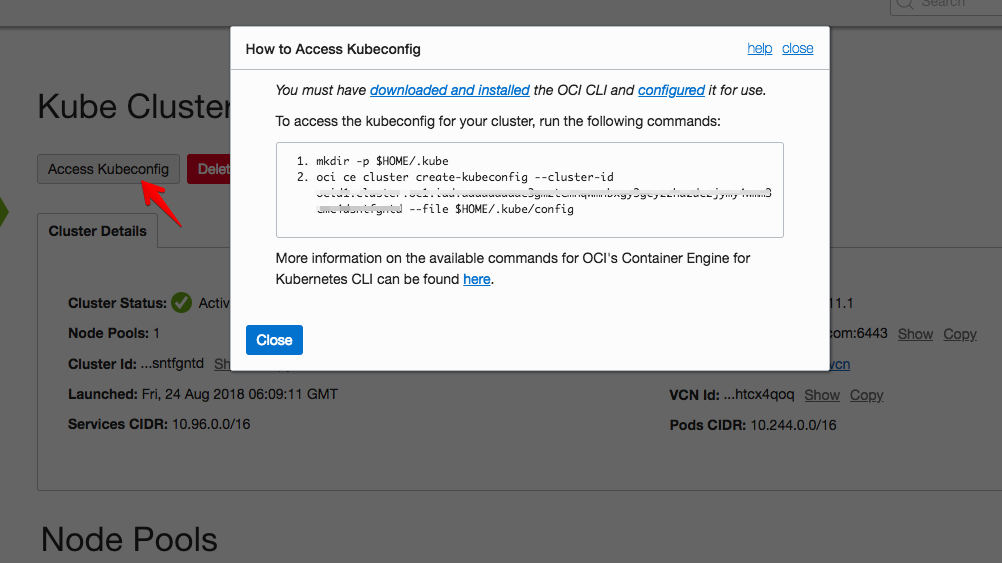 Search
How to Access Kubeconfig
help close
You must have downloaded and installed the OCI CLI and configured it for use.
To access the kubeconfig for your cluster, run the following commands:
1. mkdir -p $HOME/.kube
2. oci ce cluster create-kubeconfig --cluster-id
--file $HOME/.kube/config
More information on the available commands for OCI's Container Engine for
Kubernetes CLI can be found here.
Close
Kube Cluster
Access Kubeconfig
Delet
Cluster Details
Cluster Status: Activ
11.1
Node Pools: 1
com:6443 Show Copy
Cluster Id: ...sntfgntd Sh
vcn
Launched: Fri, 24 Aug 2018 06:09:11 GMT
VCN Id: ...htcx4qoq Show Copy
Services CIDR: 10.96.0.0/16
Pods CIDR: 10.244.0.0/16
Node Pools